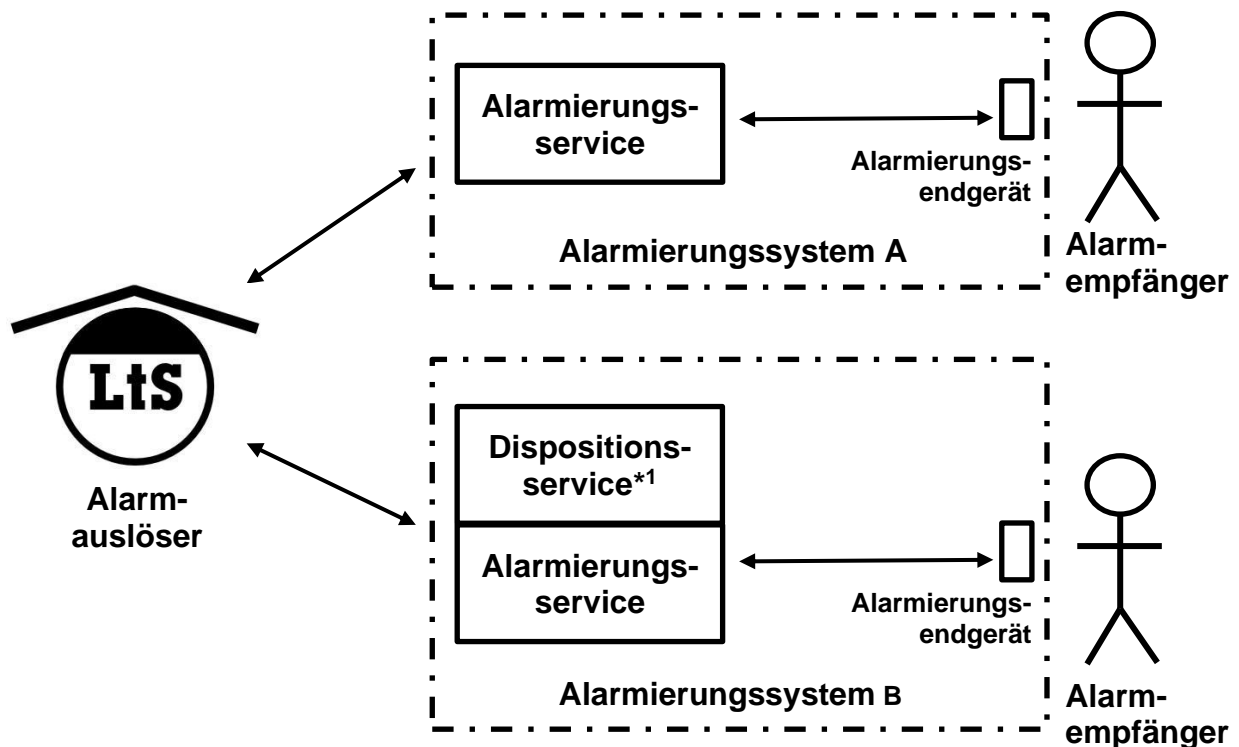 Alarmierungs-
service
Alarmierungs-
endgerät
Alarmierungssystem A
Alarm-
empfänger
LtS
Alarm-
auslöser
Dispositions-
service*1
Alarmierungs-
service
Alarmierungs-
endgerät
Alarmierungssystem B
Alarm-
empfänger